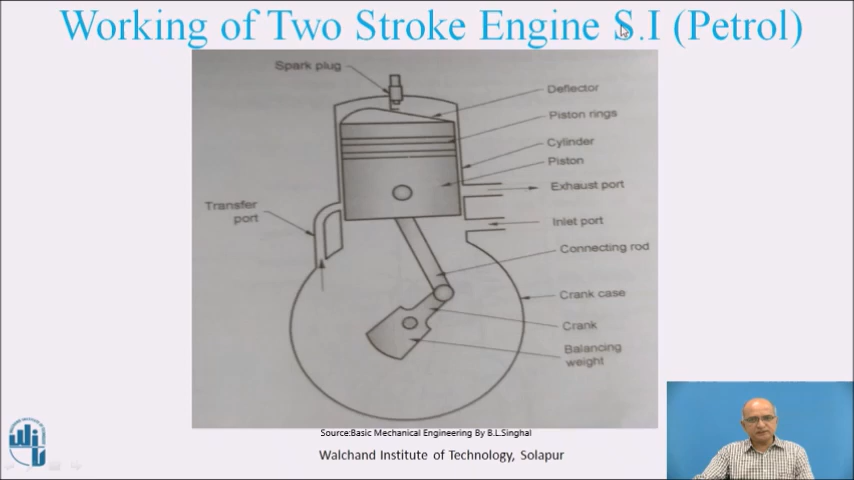 Working of Two Stroke Engine S.I (Petrol)
Spark plug
Deflector
Piston rings
Cylinder
Piston
Exhaust port
Transfer
port
Inlet port
Connecting rod
Crank case
Crank
Balancing
weight
Source:Basic Mechanical Engineering By B.L.Singhal
Walchand Institute of Technology, Solapur